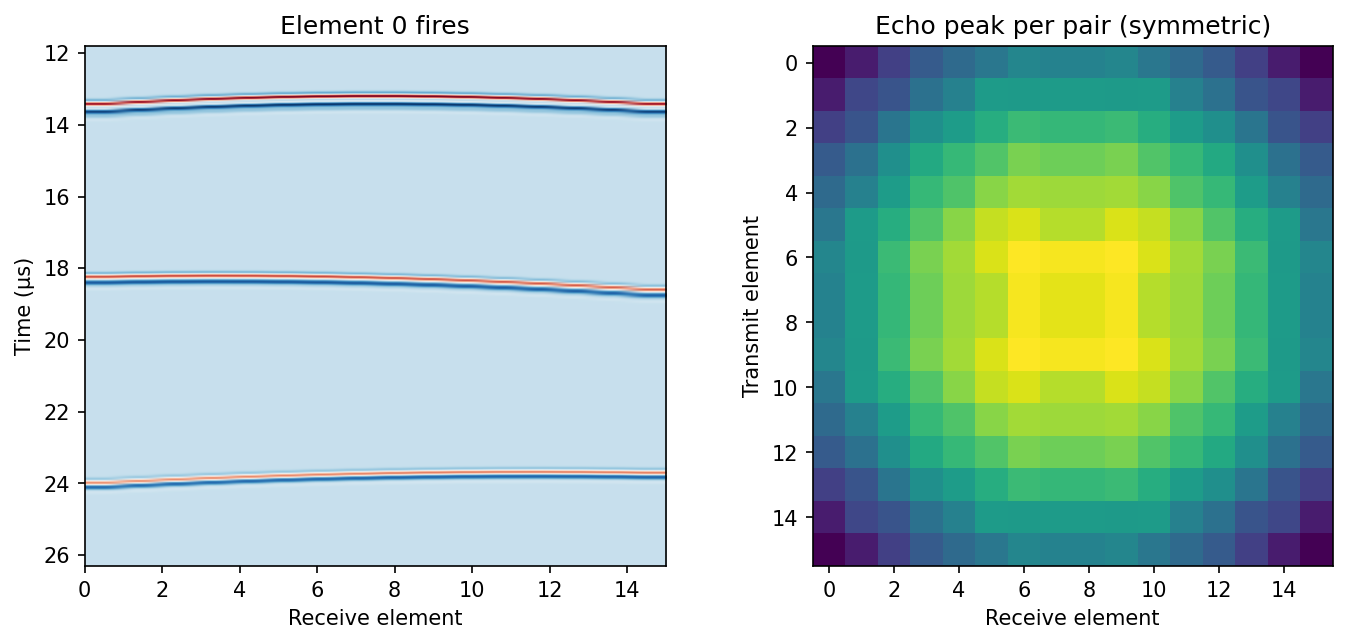 Element 0 fires
12
14
16
18
20
22
24
26
Time (µs)
0 2 4 6 8 10 12 14
Receive element
Echo peak per pair (symmetric)
0
2
4
6
8
10
12
14
Transmit element
0 2 4 6 8 10 12 14
Receive element